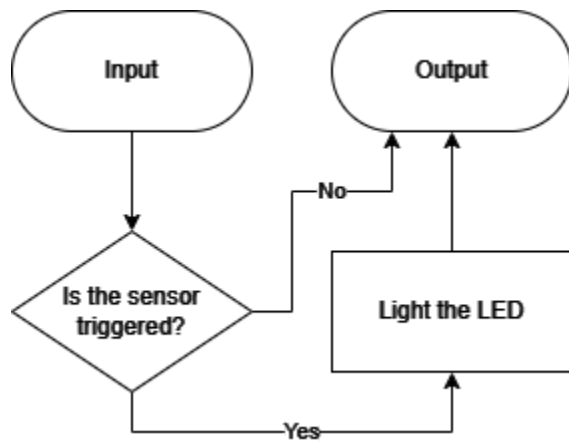 Input
Output
No
Is the sensor
triggered?
Light the LED
Yes